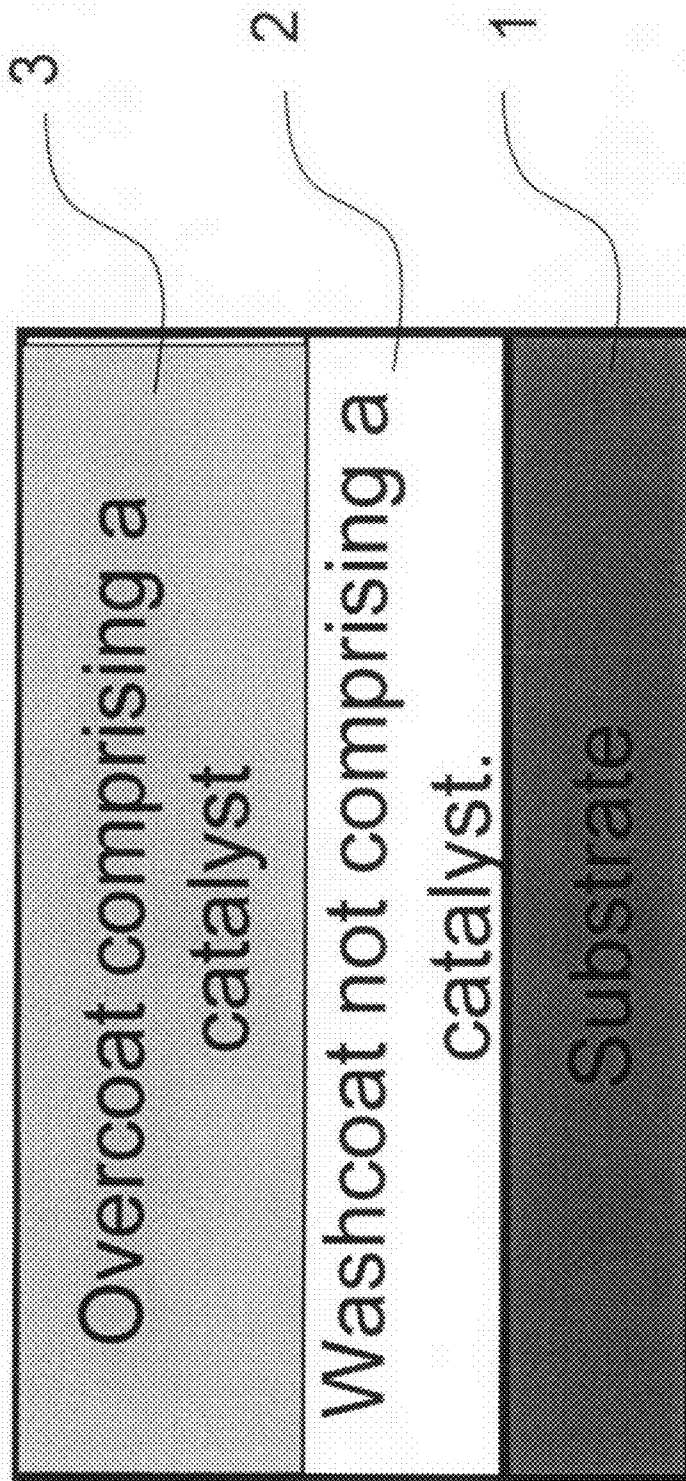 Overcoat comprising a
catalyst
3
Washcoat not comprising a
catalyst.
2
Substrate
1